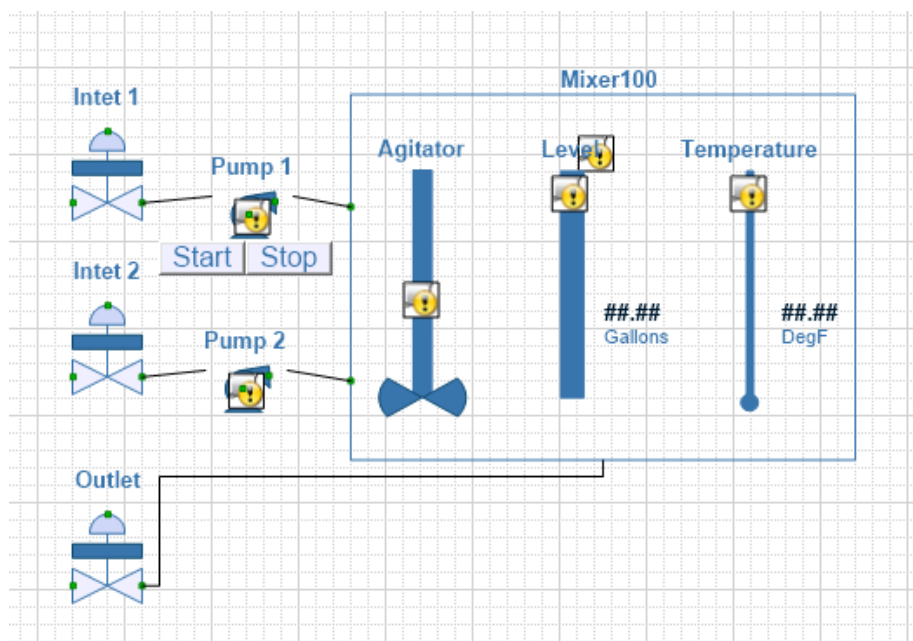 Mixer100
Intet 1
Agitator
Level
Temperature
Pump 1
Start
Stop
Intet 2
##.##
Gallons
##.##
DegF
Pump 2
Outlet